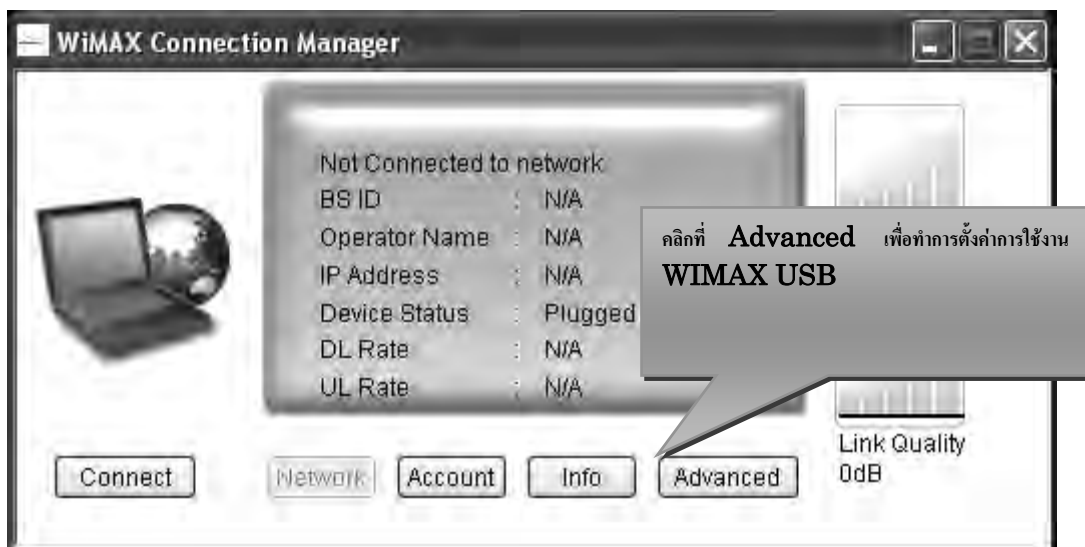 WiMAX Connection Manager
Not Connected to network
BS ID : N/A
Operator Name : N/A
IP Address : N/A
Device Status : Plugged
DL Rate : N/A
UL Rate : N/A
คลิกที่ Advanced เพื่อทำการตั้งค่าการใช้งาน
WIMAX USB
Link Quality
0dB
Connect
Network
Account
Info
Advanced